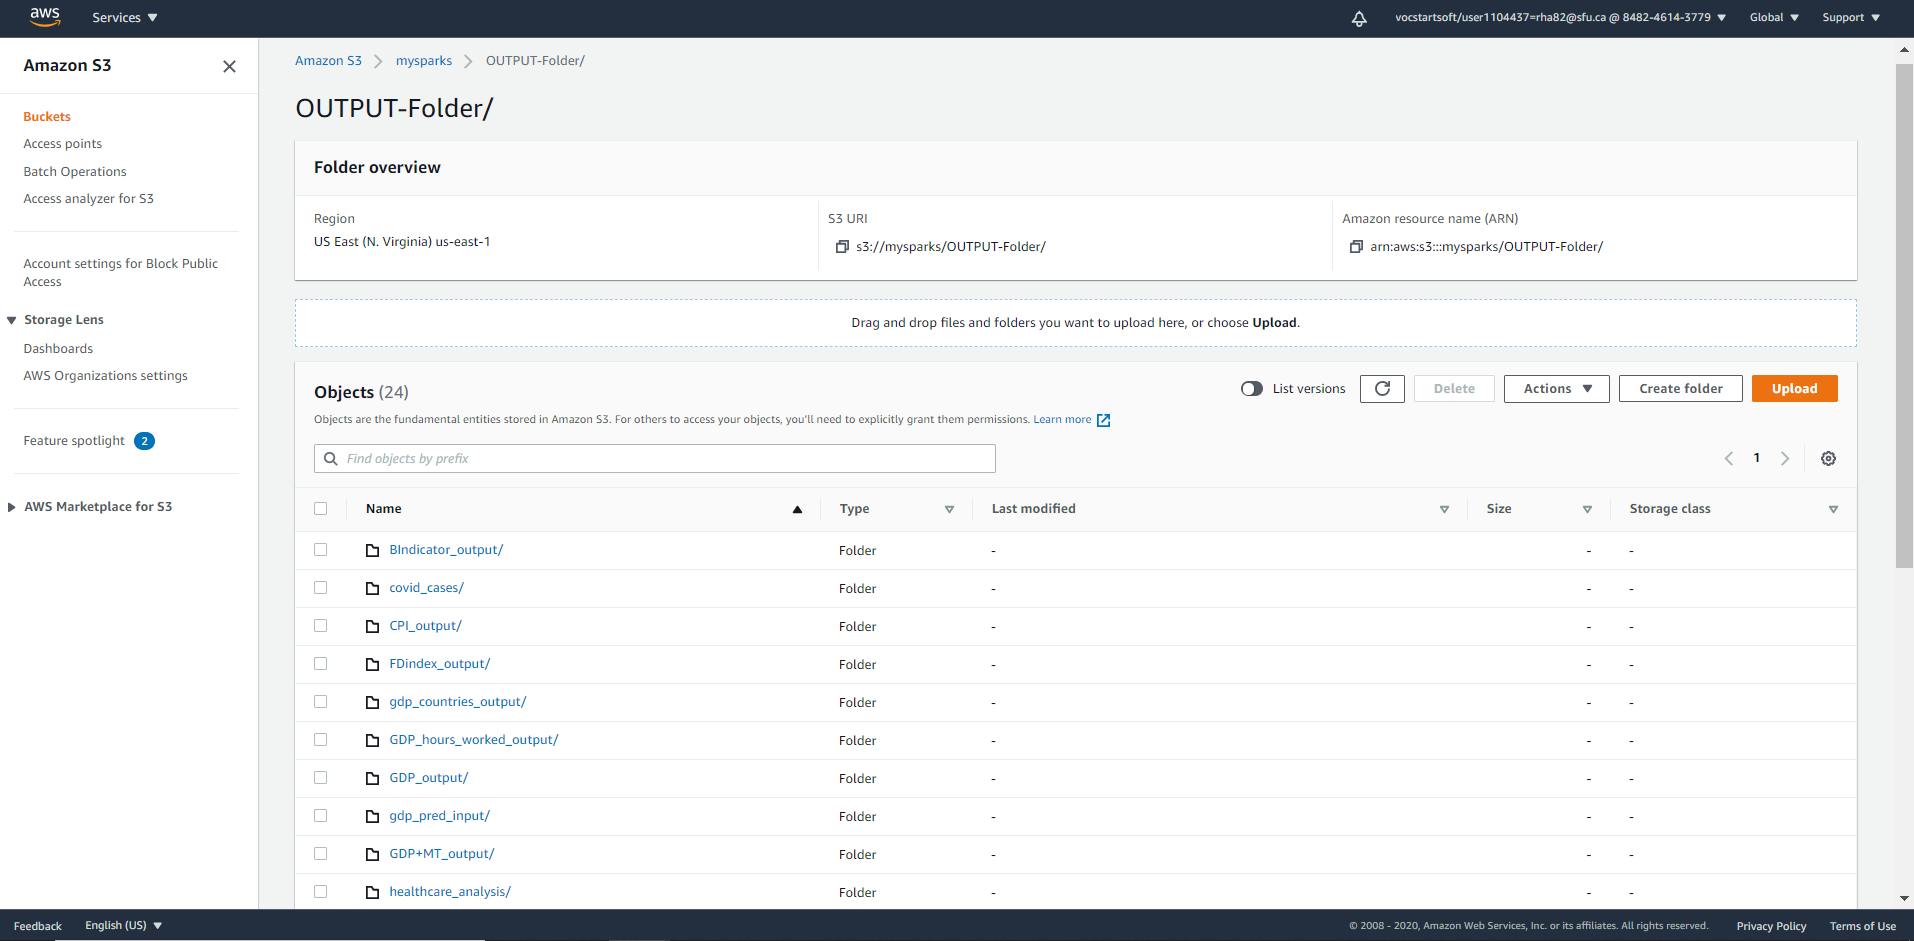 aws
Services
vocstartsoft/user1104437=rha82@sfu.ca @ 8482-4614-3779
Global
Support
Amazon S3
Buckets
Access points
Batch Operations
Access analyzer for S3
Account settings for Block Public
Access
Storage Lens
Dashboards
AWS Organizations settings
Feature spotlight 2
AWS Marketplace for S3
Amazon S3 > mysparks > OUTPUT-Folder/
OUTPUT-Folder/
Folder overview
Region
US East (N. Virginia) us-east-1
S3 URI
s3://mysparks/OUTPUT-Folder/
Amazon resource name (ARN)
arn:aws:s3:::mysparks/OUTPUT-Folder/
Drag and drop files and folders you want to upload here, or choose Upload.
Objects (24)
List versions
Delete
Actions
Create folder
Upload
Objects are the fundamental entities stored in Amazon S3. For others to access your objects, you'll need to explicitly grant them permissions. Learn more
Find objects by prefix
1
Name Type Last modified Size Storage class
BIndicator_output/ Folder - - -
covid_cases/ Folder - - -
CPI_output/ Folder - - -
FDindex_output/ Folder - - -
gdp_countries_output/ Folder - - -
GDP_hours_worked_output/ Folder - - -
GDP_output/ Folder - - -
gdp_pred_input/ Folder - - -
GDP+MT_output/ Folder - - -
healthcare_analysis/ Folder - - -
Feedback
English (US)
© 2008 - 2020, Amazon Web Services, Inc. or its affiliates. All rights reserved.
Privacy Policy
Terms of Use